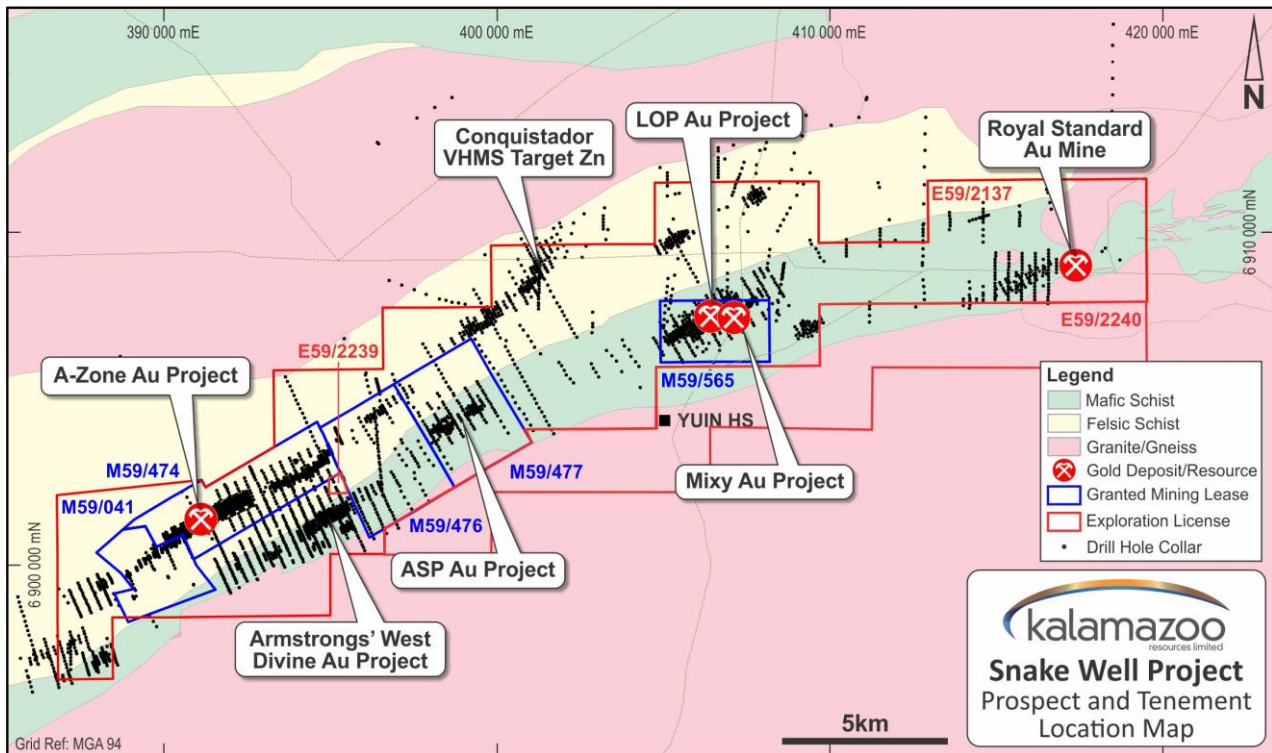 390 000 mE
400 000 mE
410 000 mE
420 000 mE
N
LOP Au Project
Conquistador
VHMS Target Zn
Royal Standard
Au Mine
E59/2137
6 910 000 mN
E59/2240
E59/2239
A-Zone Au Project
M59/565
YUIN HS
M59/474
M59/041
M59/477
Mixy Au Project
M59/476
ASP Au Project
6 900 000 mN
Armstrongs' West
Divine Au Project
Legend
Mafic Schist
Felsic Schist
Granite/Gneiss
Gold Deposit/Resource
Granted Mining Lease
Exploration License
Drill Hole Collar
kalamazoo
resources limited
Snake Well Project
Prospect and Tenement
Location Map
5km
Grid Ref: MGA 94